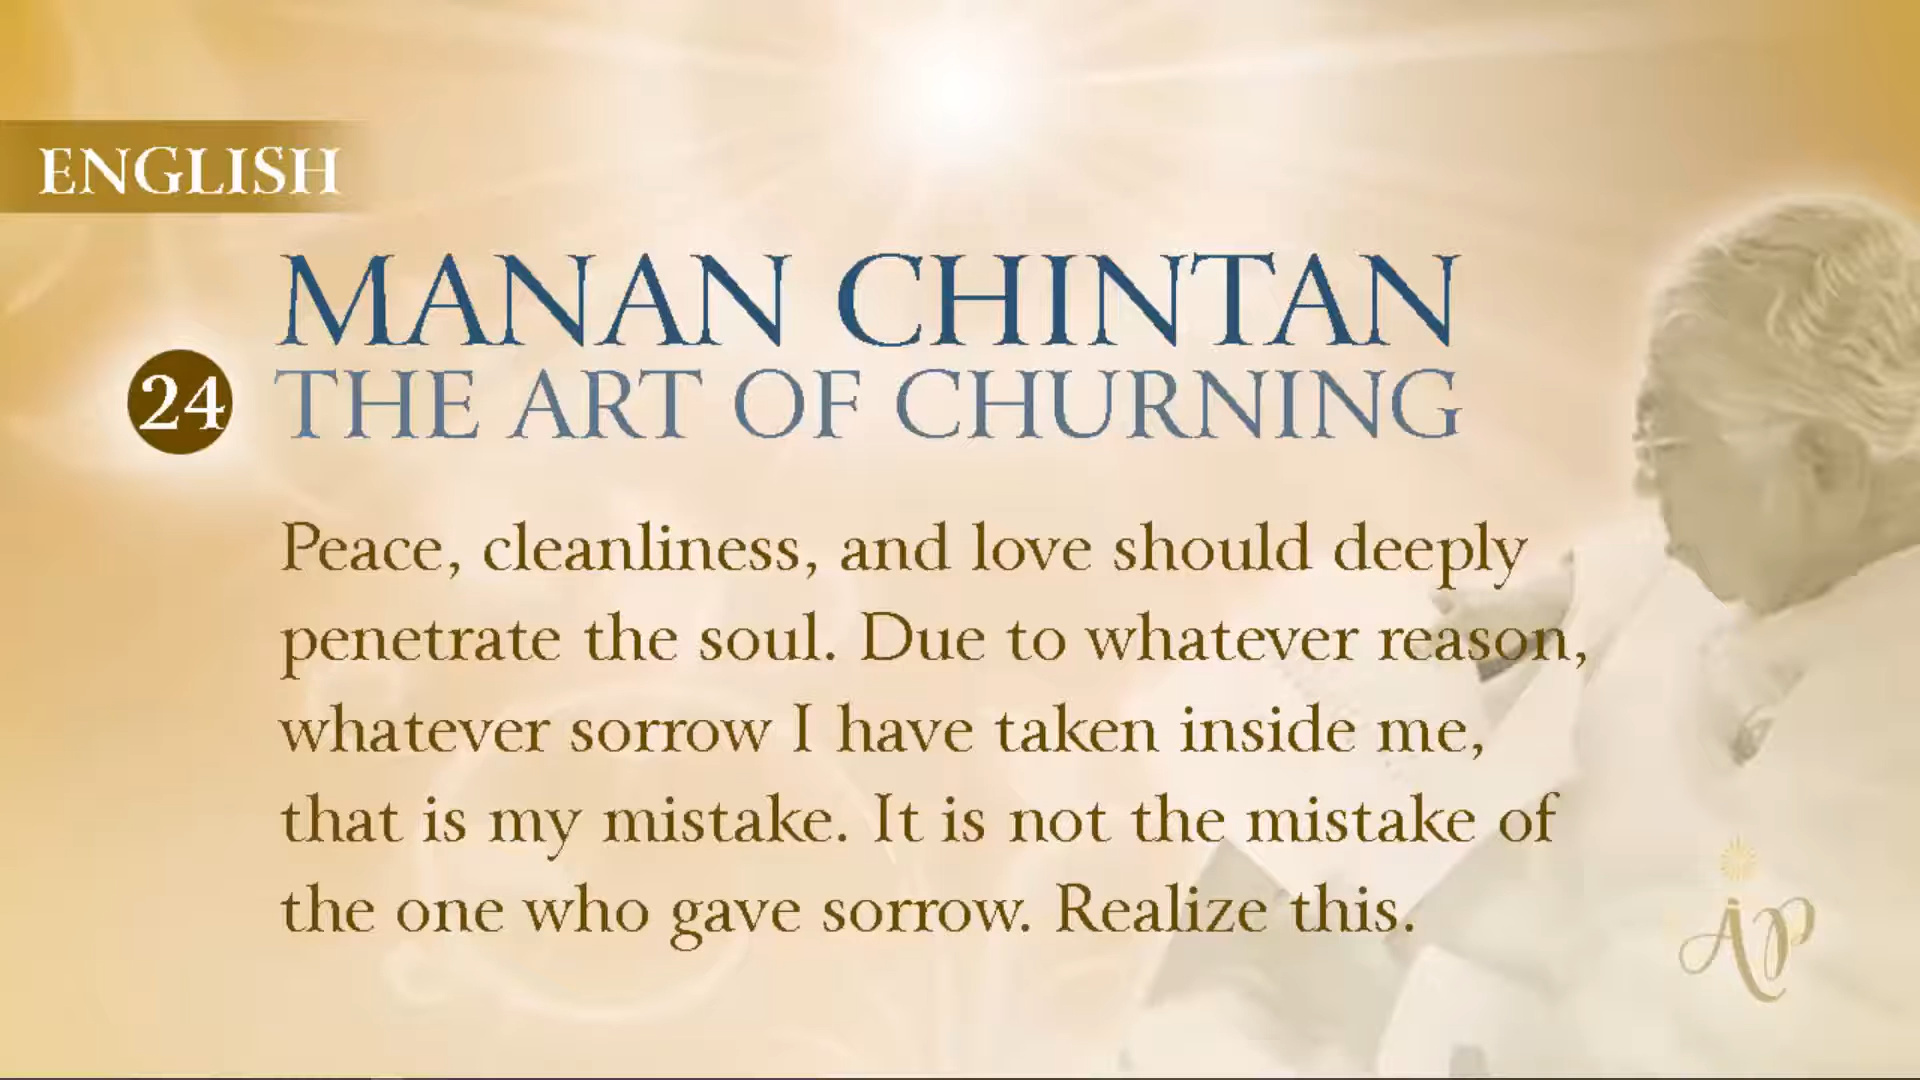 ENGLISH
MANAN CHINTAN
24
THE ART OF CHURNING
Peace, cleanliness, and love should deeply
penetrate the soul. Due to whatever reason,
whatever sorrow I have taken inside me,
that is my mistake. It is not the mistake of
the one who gave sorrow. Realize this.
AP